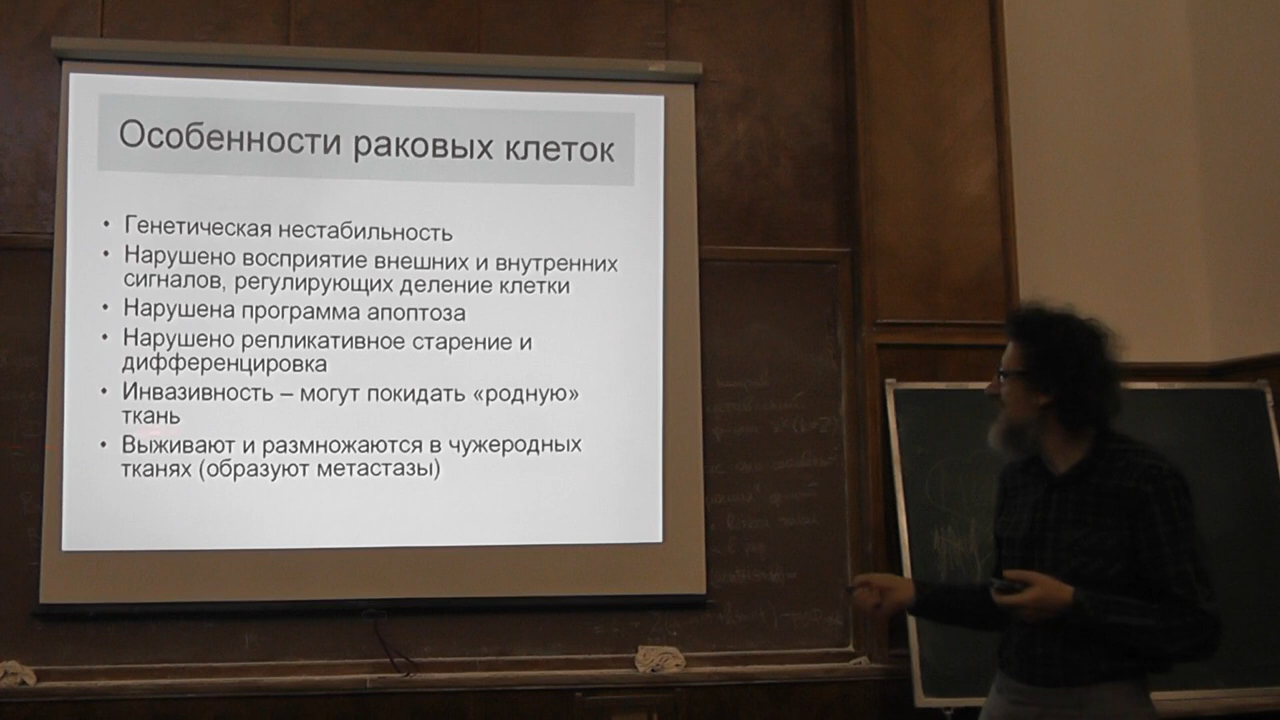 Особенности раковых клеток
• Генетическая нестабильность
• Нарушено восприятие внешних и внутренних
сигналов, регулирующих деление клетки
• Нарушена программа апоптоза
• Нарушено репликативное старение и
дифференцировка
• Инвазивность – могут покидать «родную»
ткань
• Выживают и размножаются в чужеродных
тканях (образуют метастазы)